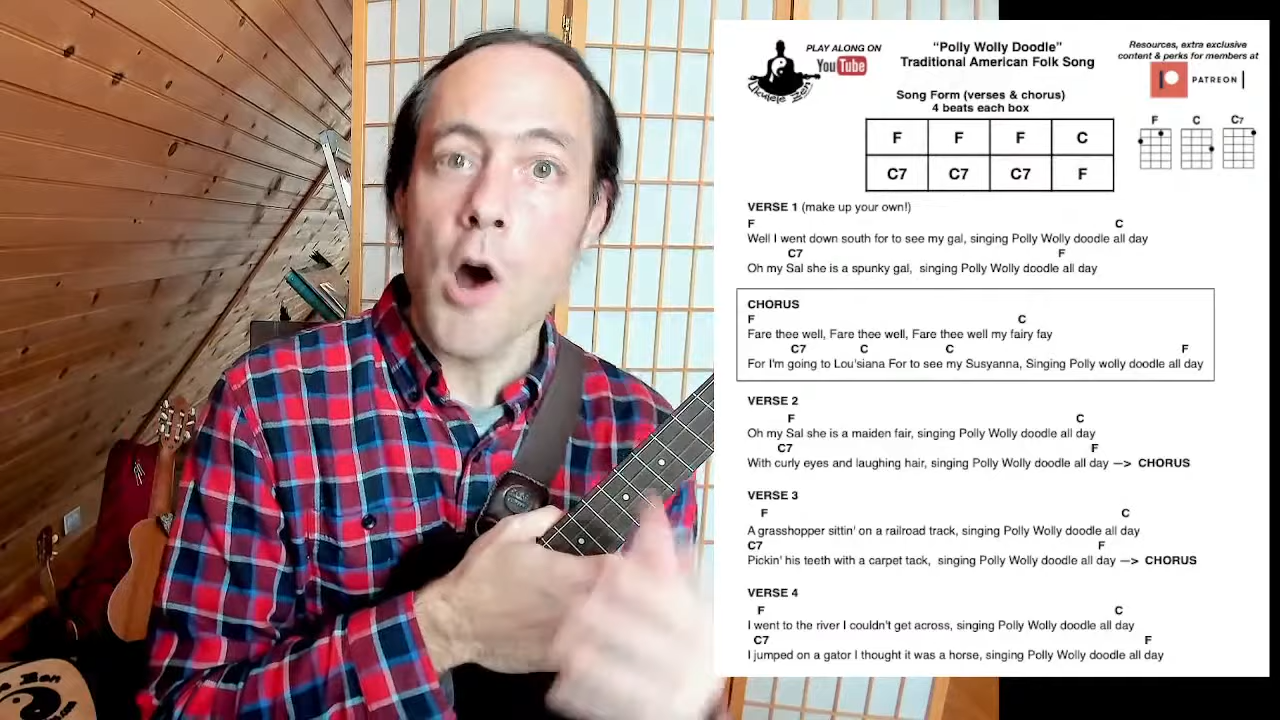 PLAY ALONG ON
YouTube
Ukulele Zen
"Polly Wolly Doodle"
Traditional American Folk Song
Resources, extra exclusive
content & perks for members at
PATREON
Song Form (verses & chorus)
4 beats each box
F F F C
C7 C7 C7 F
F C C7
VERSE 1 (make up your own!)
F C
Well I went down south for to see my gal, singing Polly Wolly doodle all day
C7 F
Oh my Sal she is a spunky gal, singing Polly Wolly doodle all day
CHORUS
F C
Fare thee well, Fare thee well, Fare thee well my fairy fay
C7 C C F
For I'm going to Lou'siana For to see my Susyanna, Singing Polly wolly doodle all day
VERSE 2
F C
Oh my Sal she is a maiden fair, singing Polly Wolly doodle all day
C7 F
With curly eyes and laughing hair, singing Polly Wolly doodle all day —> CHORUS
VERSE 3
F C
A grasshopper sittin' on a railroad track, singing Polly Wolly doodle all day
C7 F
Pickin' his teeth with a carpet tack, singing Polly Wolly doodle all day —> CHORUS
VERSE 4
F C
I went to the river I couldn't get across, singing Polly Wolly doodle all day
C7 F
I jumped on a gator I thought it was a horse, singing Polly Wolly doodle all day